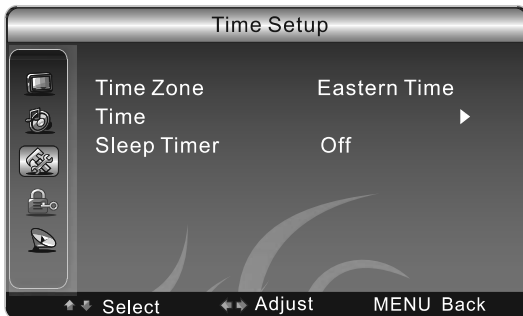 Time Setup
Time Zone Eastern Time
Time
Sleep Timer Off
Select Adjust MENU Back